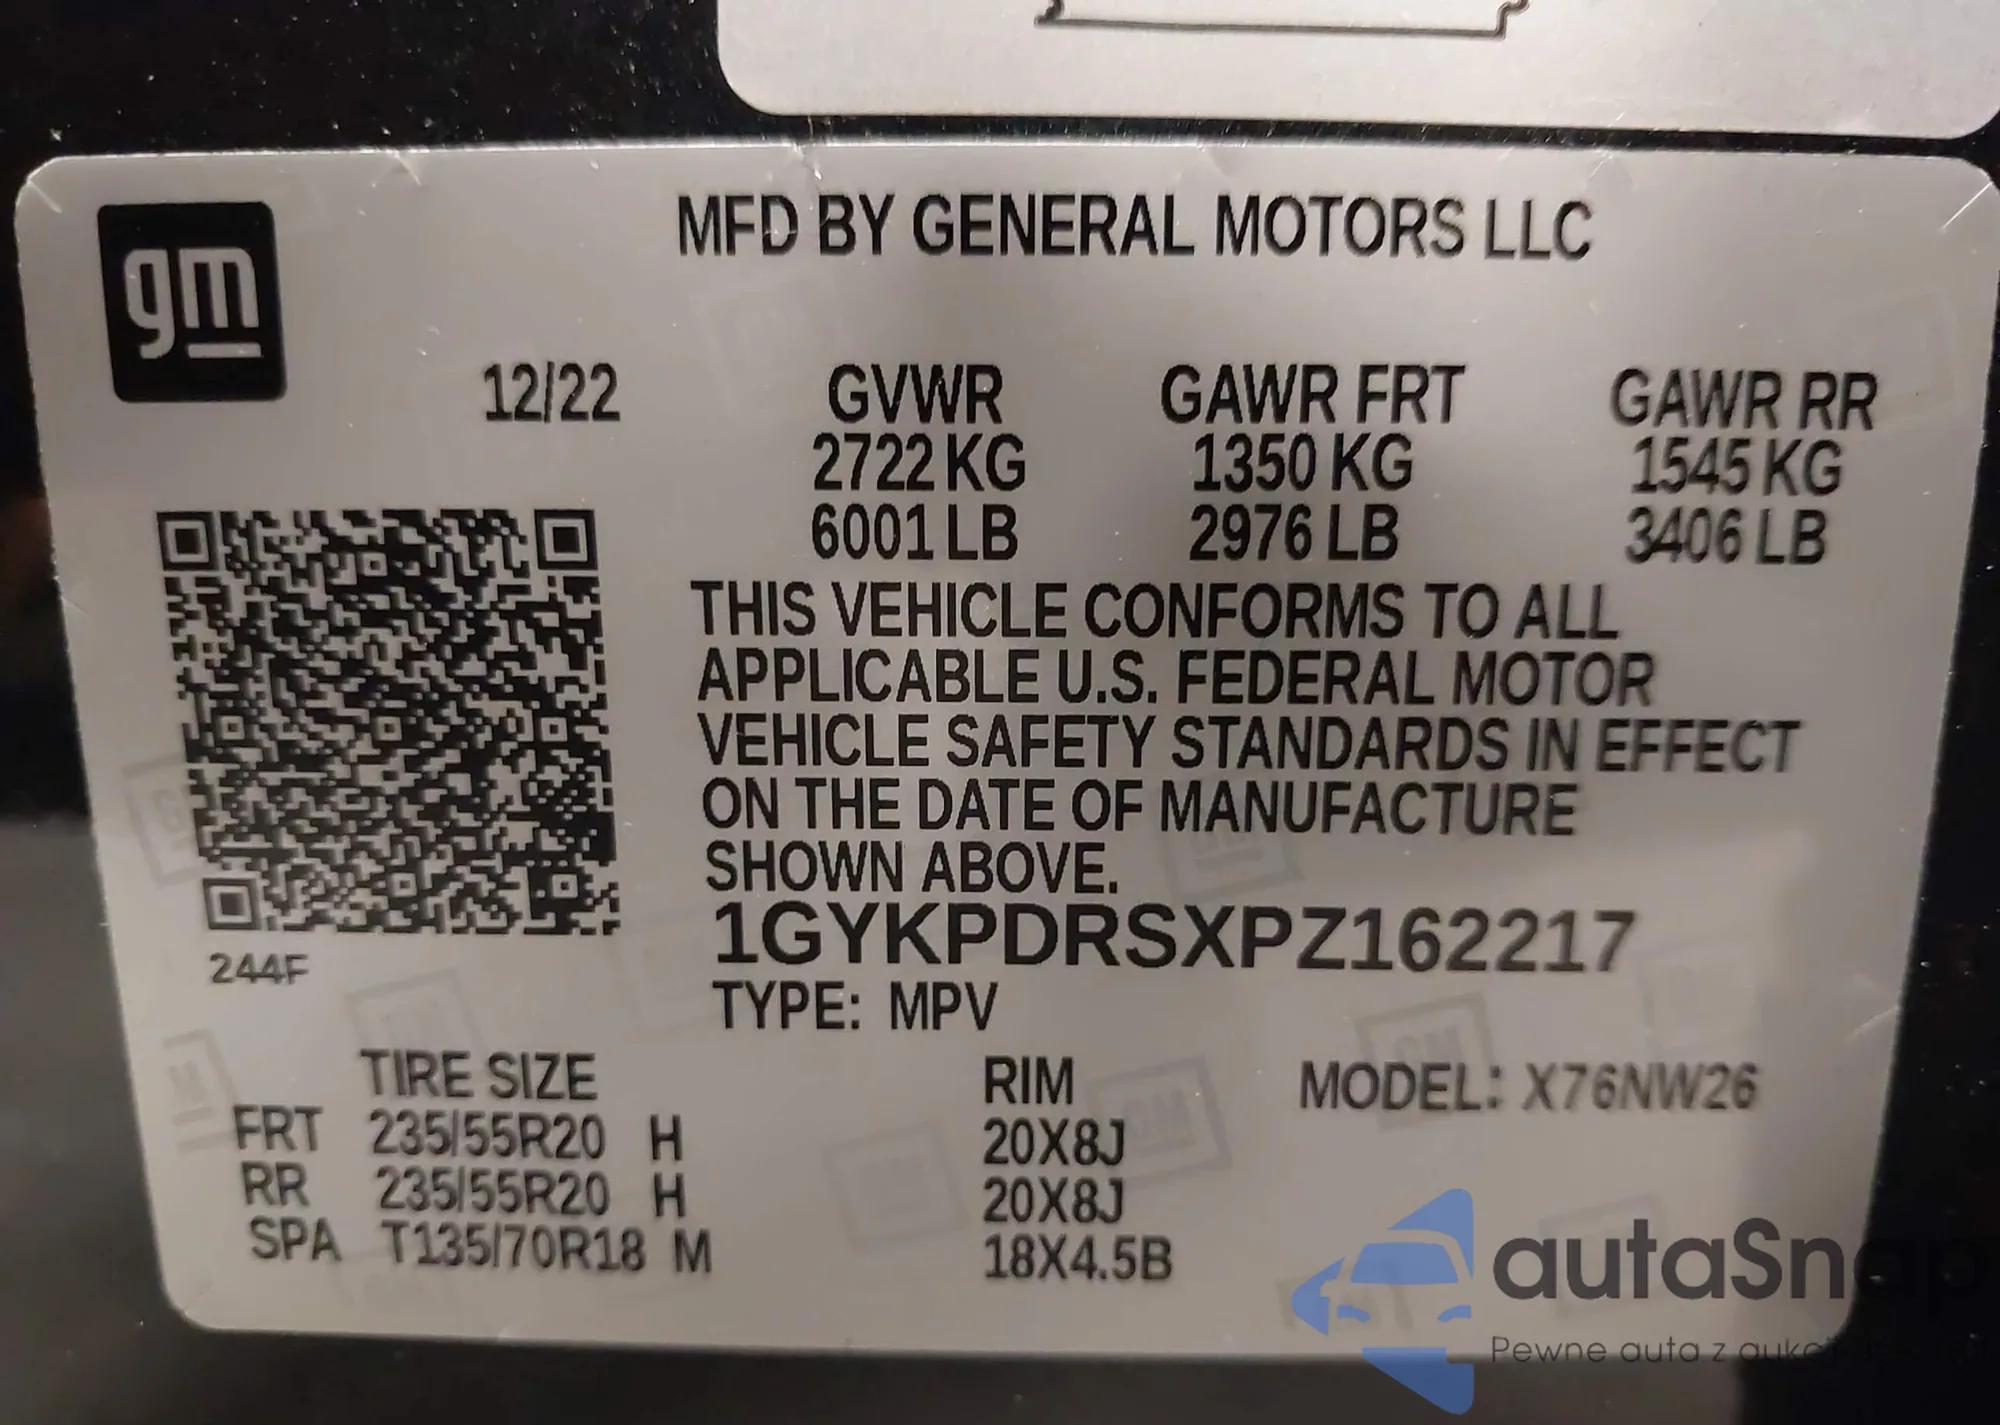 MFD BY GENERAL MOTORS LLC
gm
12/22 GVWR GAWR FRT GAWR RR
2722 KG 1350 KG 1545 KG
6001 LB 2976 LB 3406 LB
THIS VEHICLE CONFORMS TO ALL
APPLICABLE U.S. FEDERAL MOTOR
VEHICLE SAFETY STANDARDS IN EFFECT
ON THE DATE OF MANUFACTURE
SHOWN ABOVE.
1GYKPDRSXPZ162217
244F
TYPE: MPV
TIRE SIZE RIM MODEL: X76NW26
FRT 235/55R20 H 20X8J
RR 235/55R20 H 20X8J
SPA T135/70R18 M 18X4.5B
autaSnap
Pewne auta z